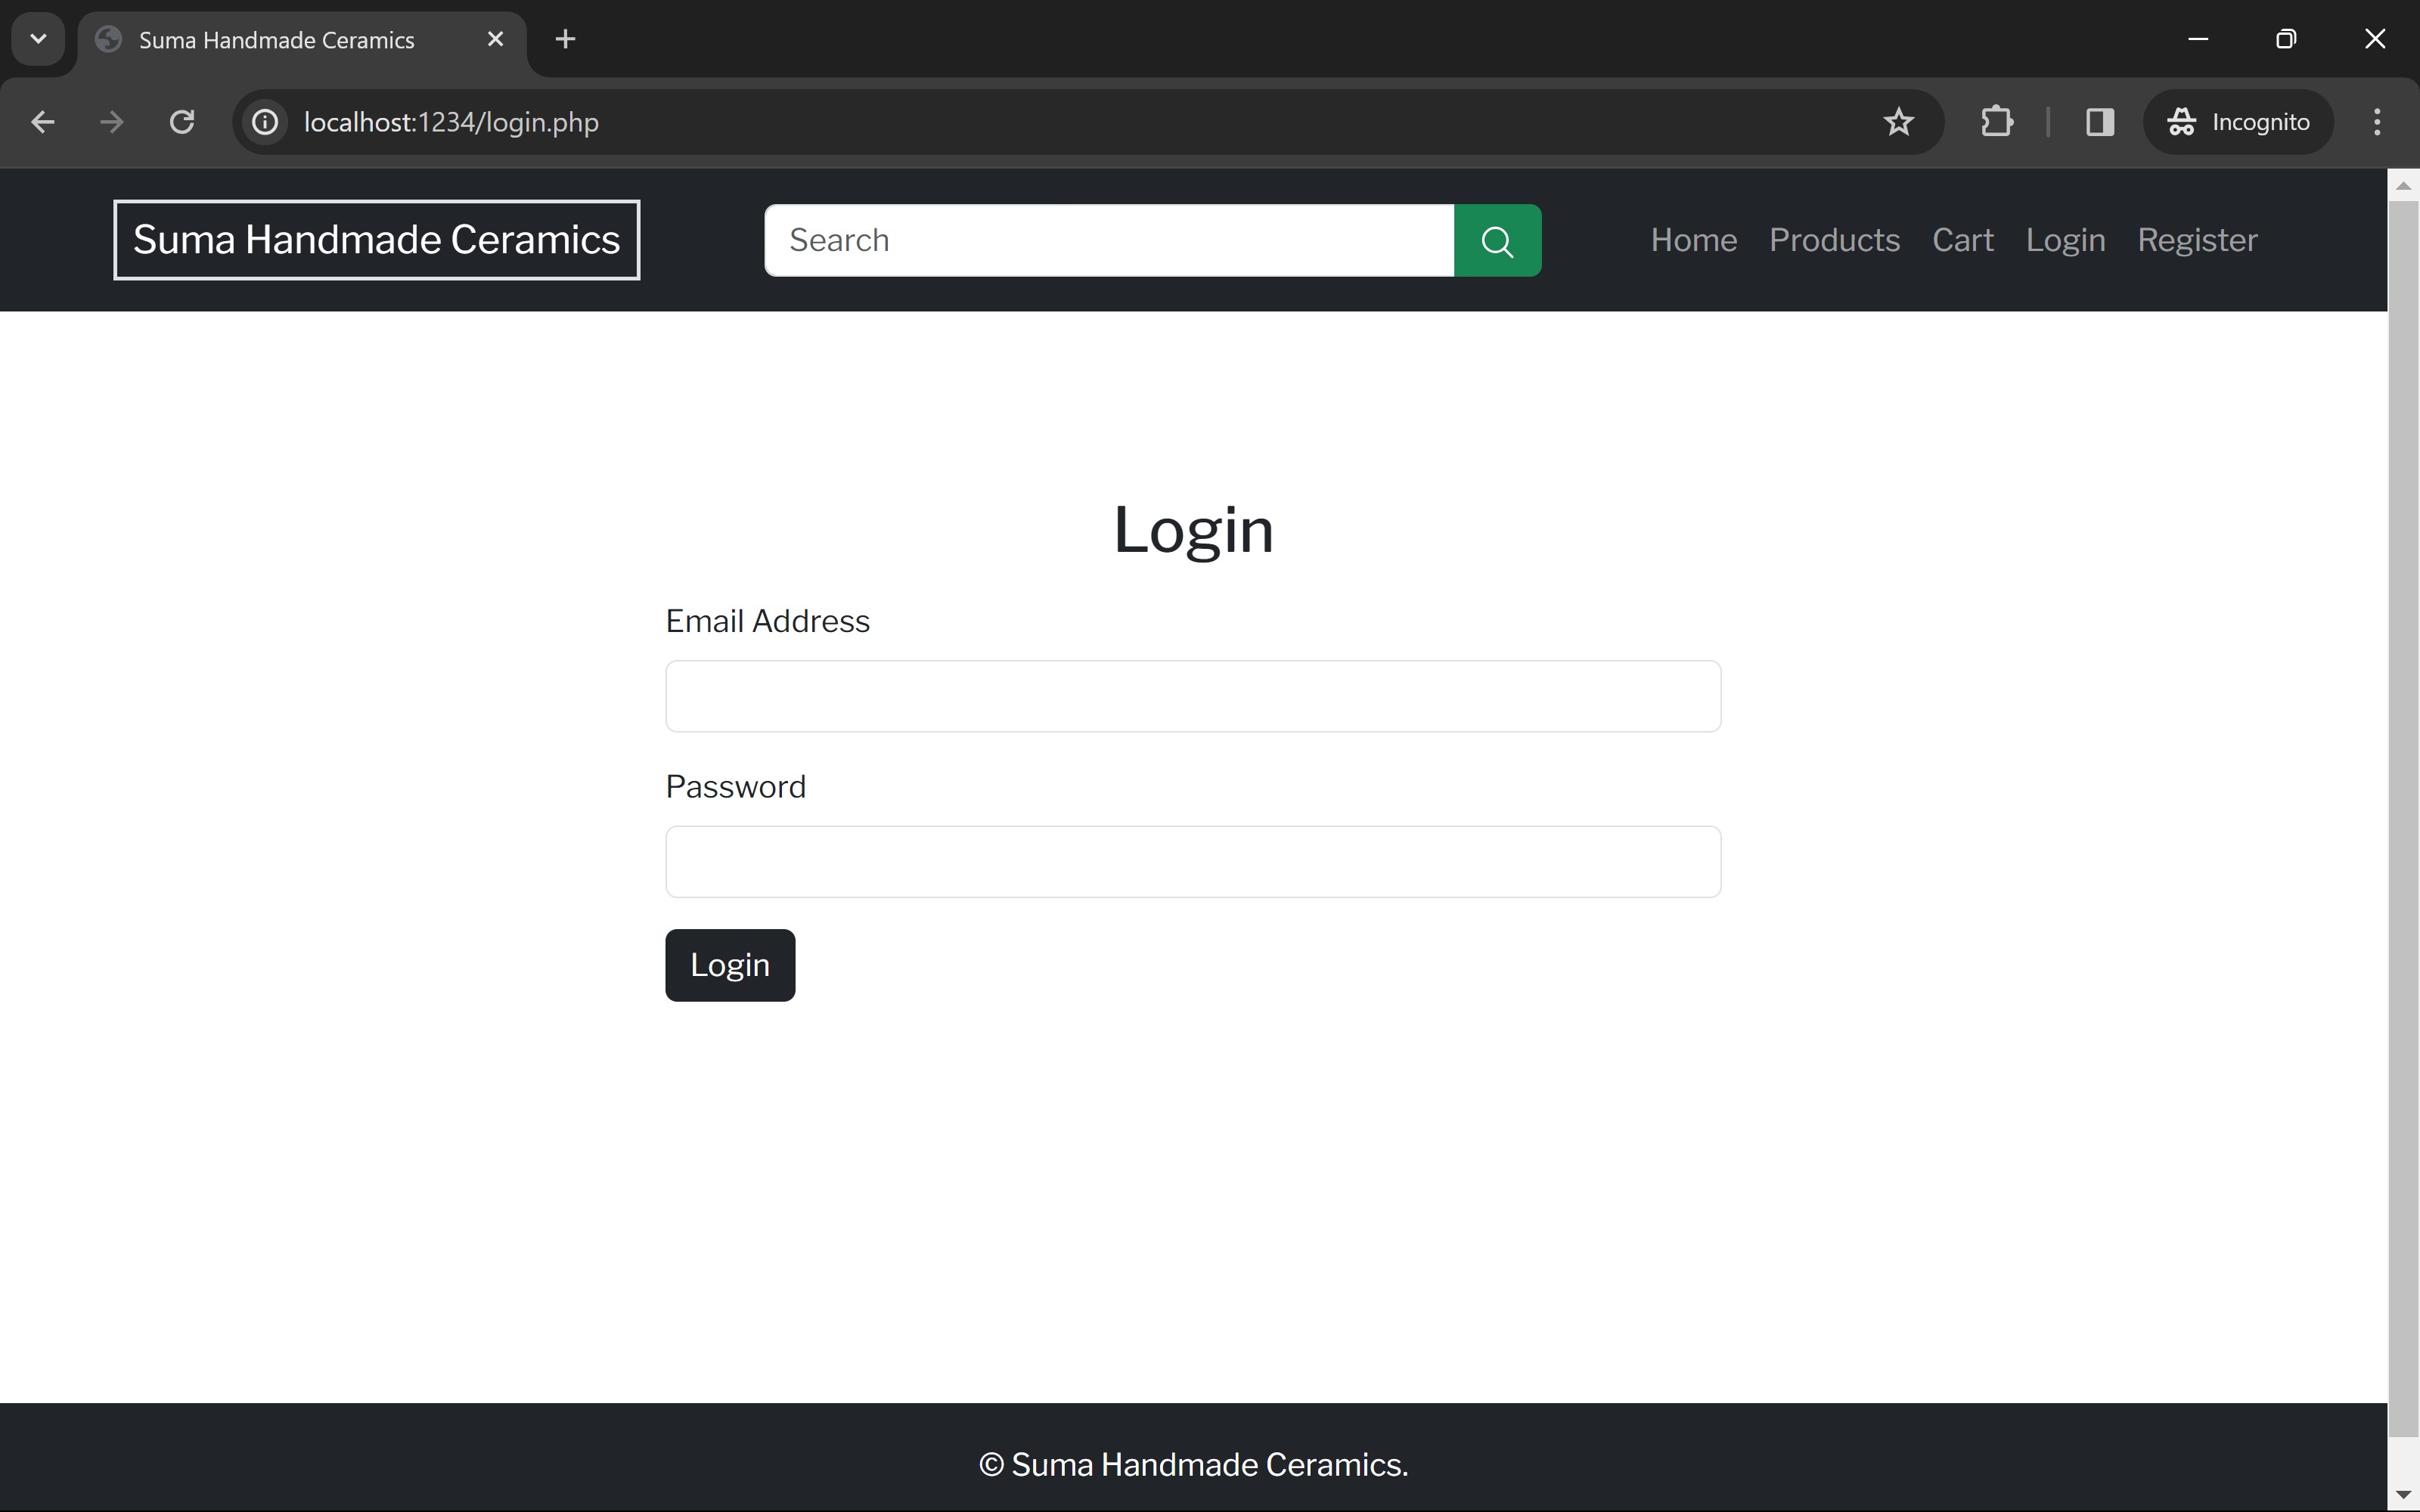 Suma Handmade Ceramics
localhost:1234/login.php
Incognito
Suma Handmade Ceramics
Search
Home Products Cart Login Register
Login
Email Address
Password
Login
© Suma Handmade Ceramics.